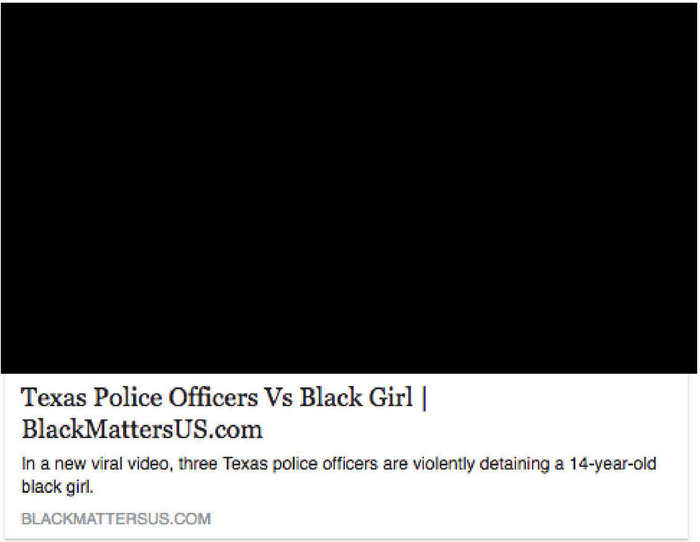 Texas Police Officers Vs Black Girl |
BlackMattersUS.com
In a new viral video, three Texas police officers are violently detaining a 14-year-old
black girl.
BLACKMATTERSUS.COM